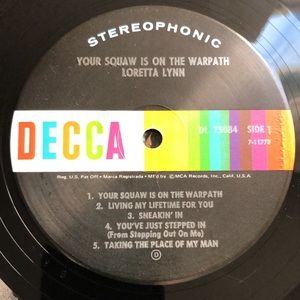 STEREOPHONIC
YOUR SQUAW IS ON THE WARPATH
LORETTA LYNN
DECCA
DL 75084 SIDE 1
7-11779
Reg. U.S. Pat Off • Marca Registrada • Mf'd by ©MCA Records, Inc., Calif. U.S.A.
1. YOUR SQUAW IS ON THE WARPATH
2. LIVING MY LIFETIME FOR YOU
3. SNEAKIN' IN
4. YOU'VE JUST STEPPED IN
(From Stepping Out On Me)
5. TAKING THE PLACE OF MY MAN
D